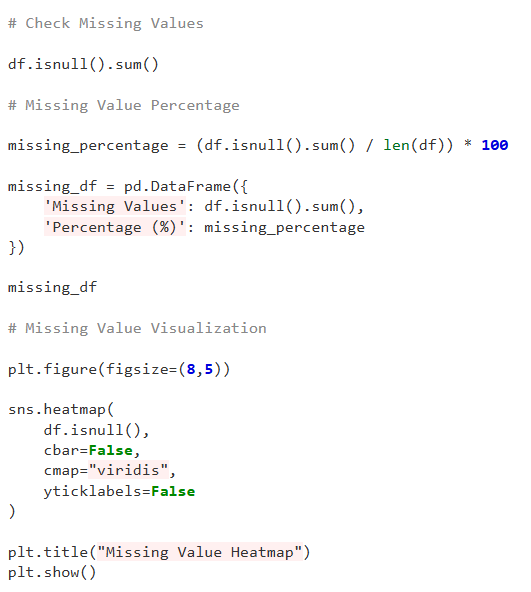 # Check Missing Values
df.isnull().sum()
# Missing Value Percentage
missing_percentage = (df.isnull().sum() / len(df)) * 100
missing_df = pd.DataFrame({
    'Missing Values': df.isnull().sum(),
    'Percentage (%)': missing_percentage
})
missing_df
# Missing Value Visualization
plt.figure(figsize=(8,5))
sns.heatmap(
    df.isnull(),
    cbar=False,
    cmap="viridis",
    yticklabels=False
)
plt.title("Missing Value Heatmap")
plt.show()